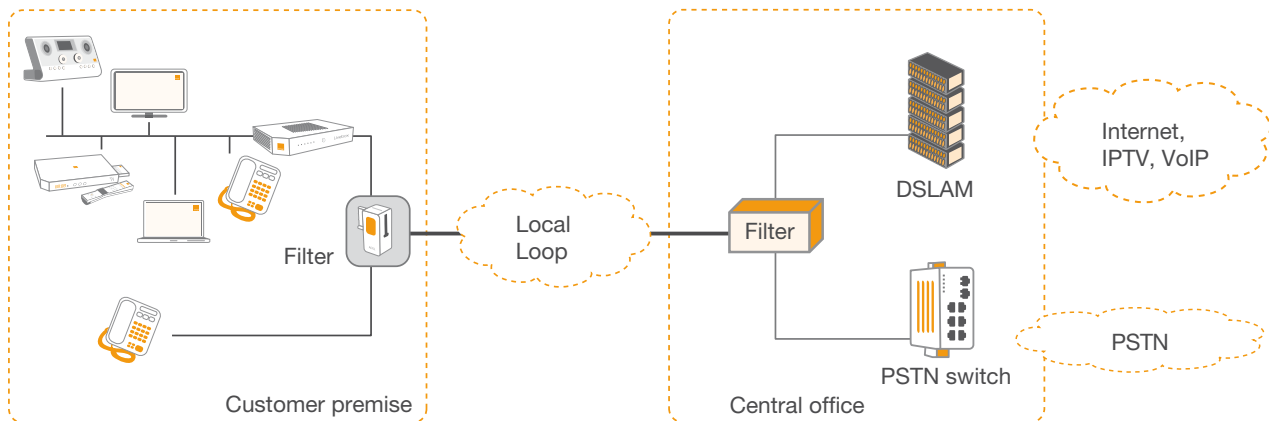 Filter
Customer premise
Local
Loop
Filter
DSLAM
PSTN switch
Central office
Internet,
IPTV, VoIP
PSTN